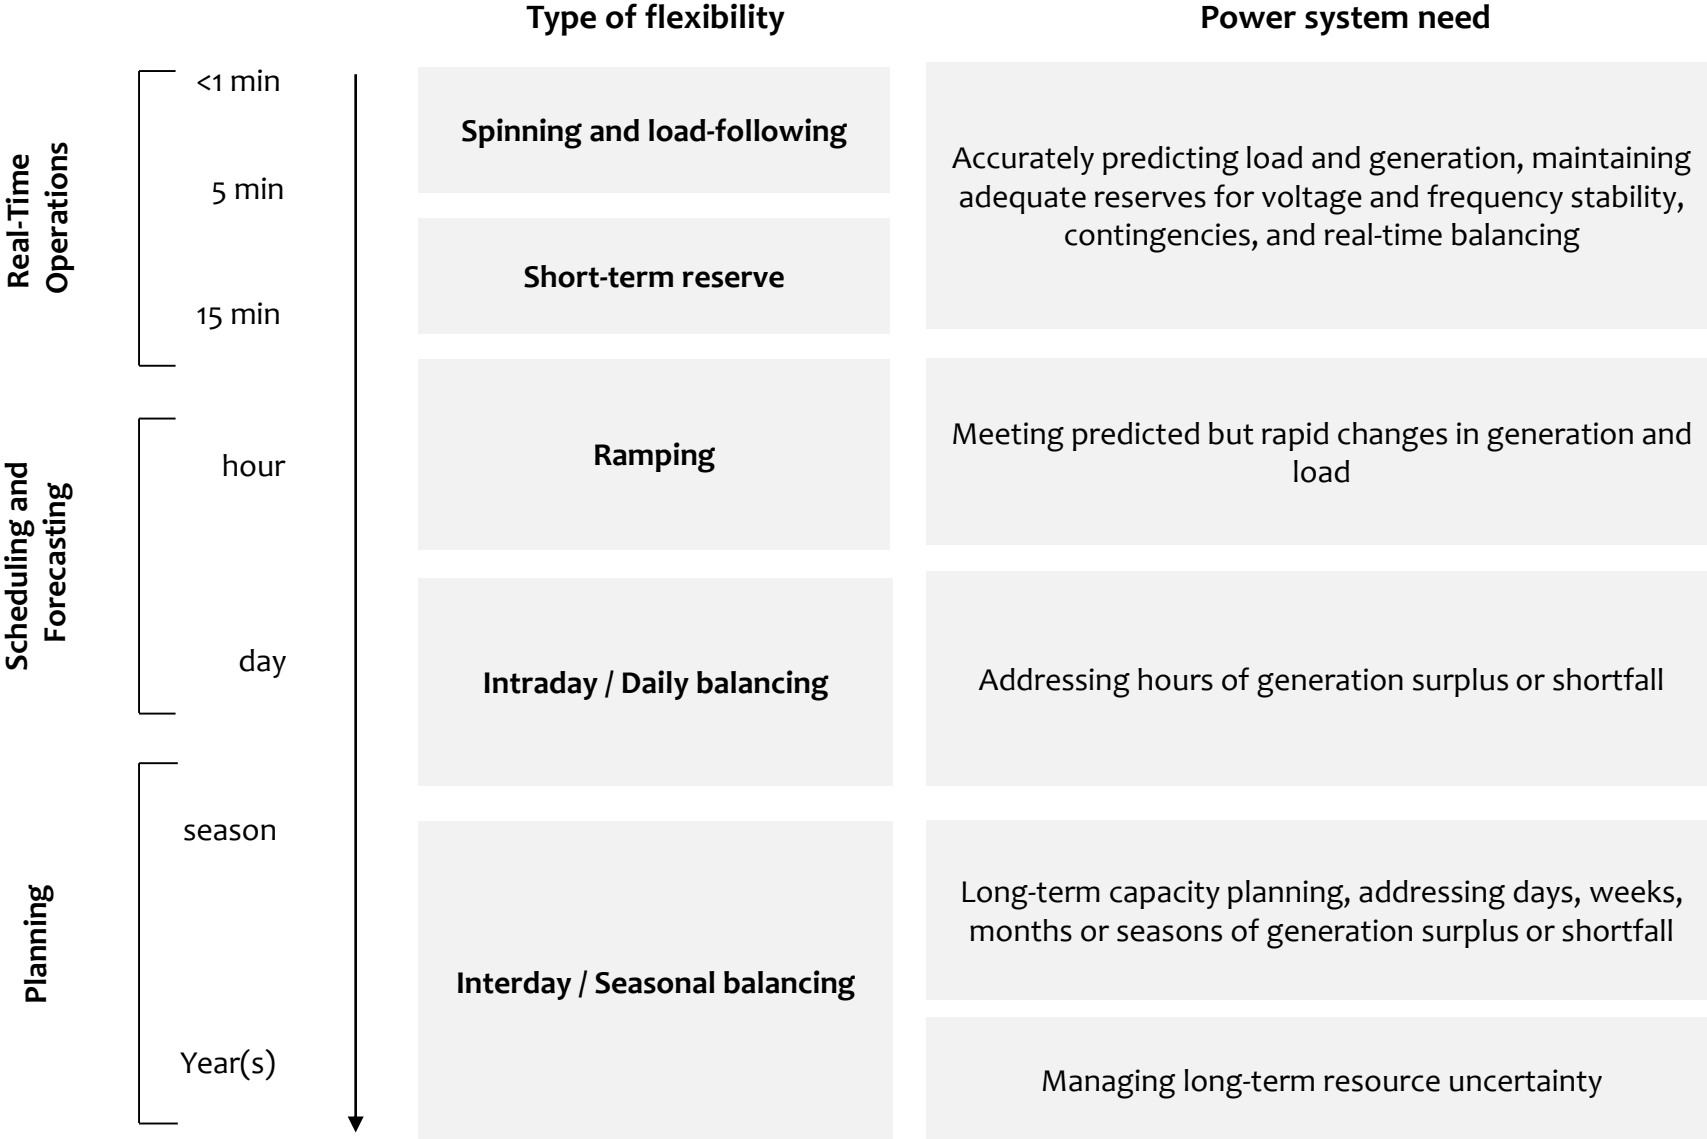 Type of flexibility
Power system need
Real-Time
Operations
<1 min
5 min
15 min
Spinning and load-following
Short-term reserve
Accurately predicting load and generation, maintaining
adequate reserves for voltage and frequency stability,
contingencies, and real-time balancing
Scheduling and
Forecasting
hour
day
Ramping
Meeting predicted but rapid changes in generation and
load
Intraday / Daily balancing
Addressing hours of generation surplus or shortfall
Planning
season
Year(s)
Interday / Seasonal balancing
Long-term capacity planning, addressing days, weeks,
months or seasons of generation surplus or shortfall
Managing long-term resource uncertainty